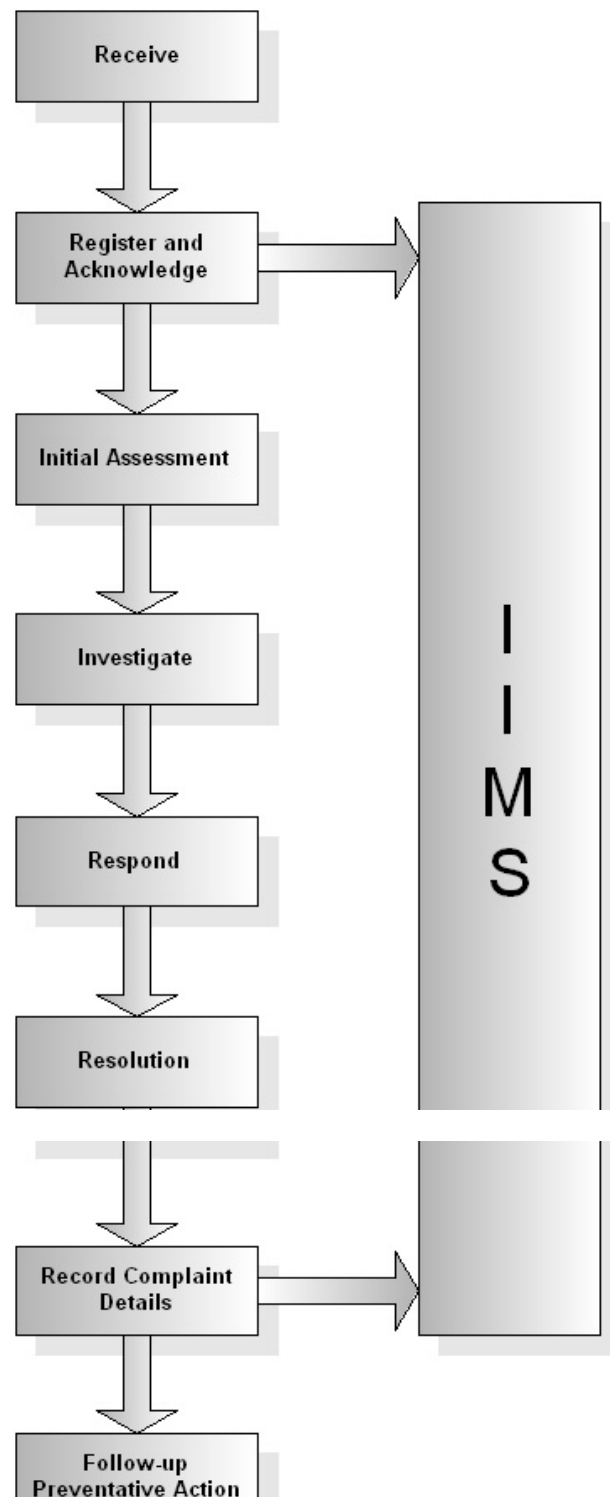 Receive
Register and
Acknowledge
Initial Assessment
Investigate
Respond
Resolution
Record Complaint
Details
Follow-up
Preventative Action
I
I
M
S